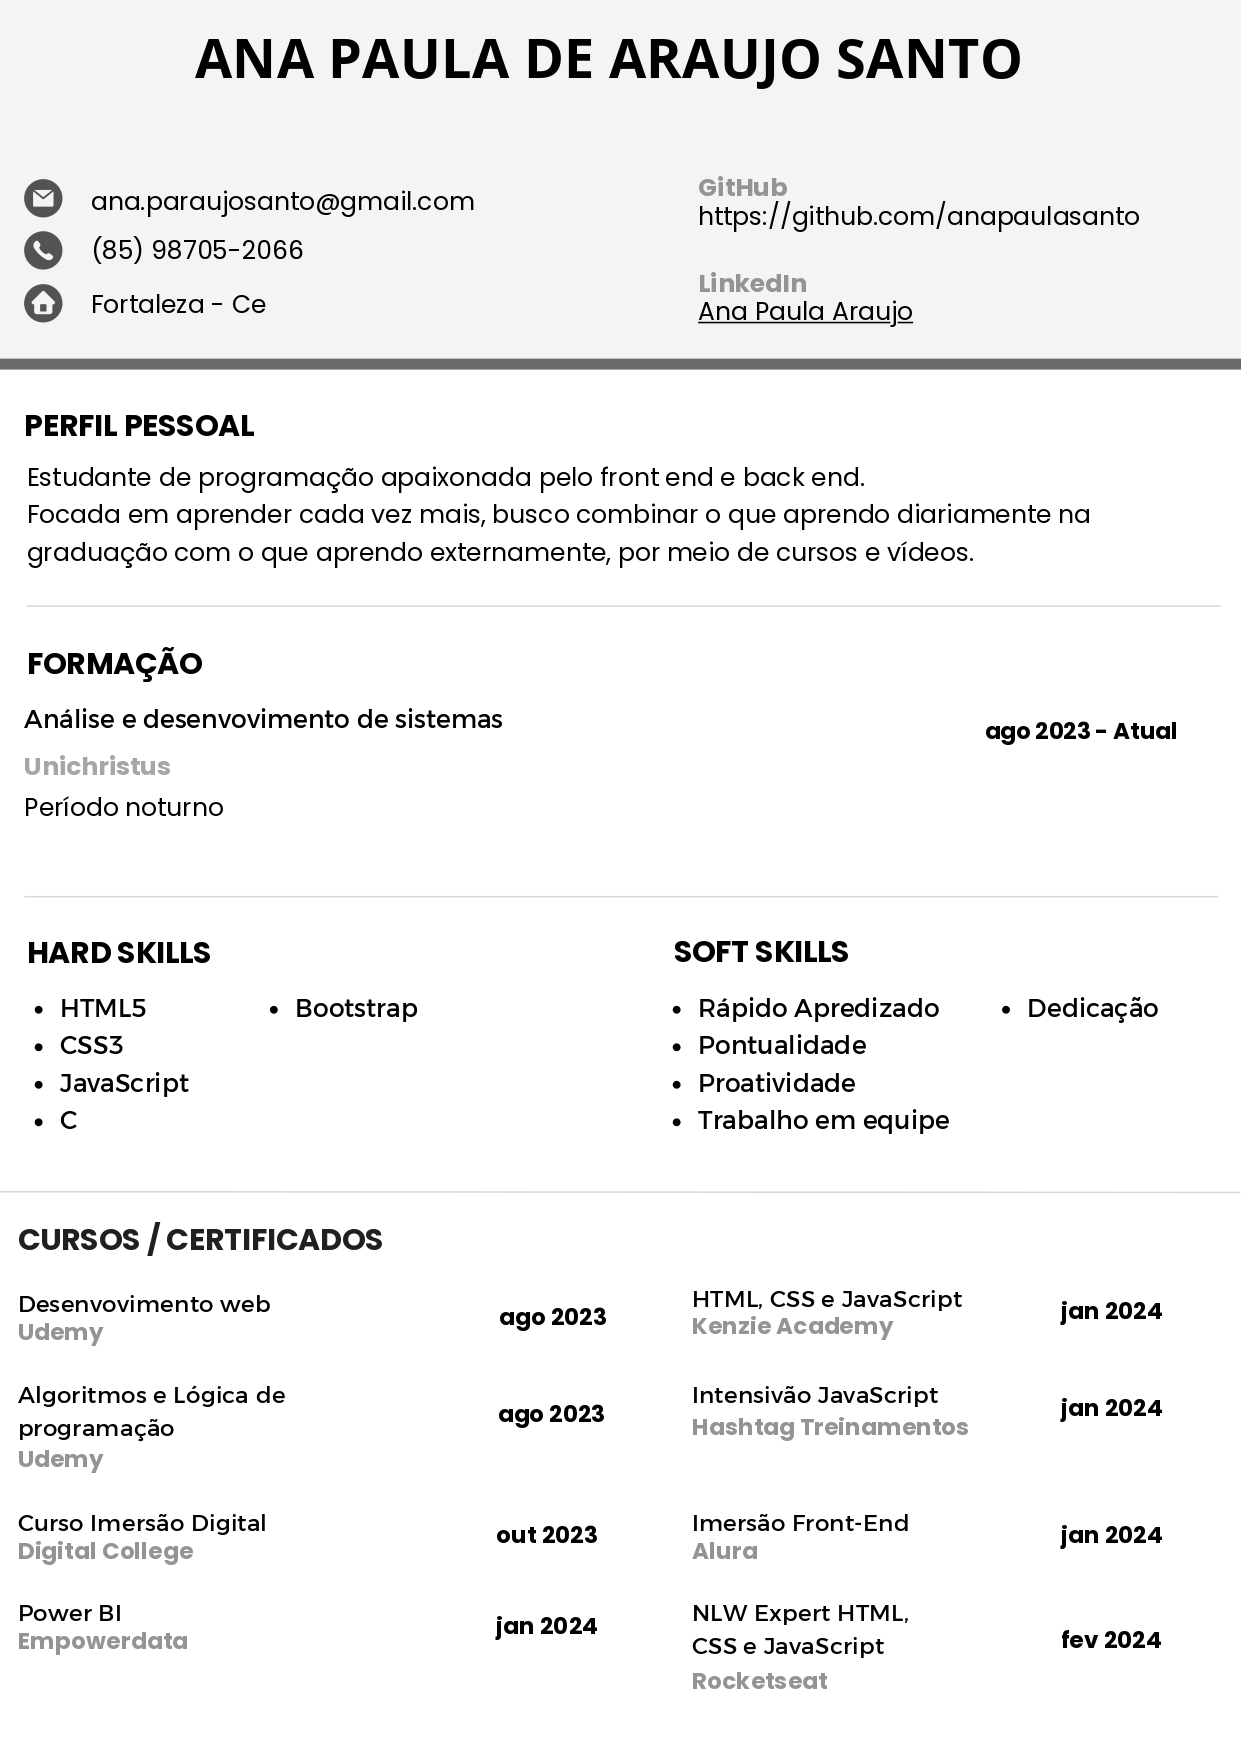 ANA PAULA DE ARAUJO SANTO
ana.paraujosanto@gmail.com
(85) 98705-2066
Fortaleza - Ce
GitHub
https://github.com/anapaulasanto
LinkedIn
Ana Paula Araujo
PERFIL PESSOAL
Estudante de programação apaixonada pelo front end e back end.
Focada em aprender cada vez mais, busco combinar o que aprendo diariamente na
graduação com o que aprendo externamente, por meio de cursos e vídeos.
FORMAÇÃO
Análise e desenvovimento de sistemas
ago 2023 - Atual
Unichristus
Período noturno
HARD SKILLS
• HTML5
• CSS3
• JavaScript
• C
• Bootstrap
SOFT SKILLS
• Rápido Apredizado
• Pontualidade
• Proatividade
• Trabalho em equipe
• Dedicação
CURSOS / CERTIFICADOS
Desenvovimento web
Udemy
ago 2023
Algoritmos e Lógica de
programação
Udemy
ago 2023
Curso Imersão Digital
Digital College
out 2023
Power BI
Empowerdata
jan 2024
HTML, CSS e JavaScript
Kenzie Academy
jan 2024
Intensivão JavaScript
Hashtag Treinamentos
jan 2024
Imersão Front-End
Alura
jan 2024
NLW Expert HTML,
CSS e JavaScript
Rocketseat
fev 2024